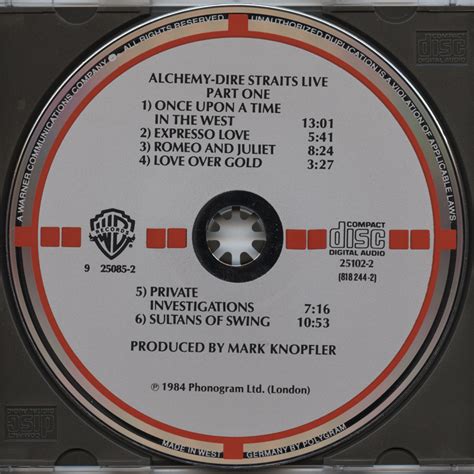 A WARNER COMMUNICATIONS COMPANY
ALL RIGHTS RESERVED
UNAUTHORIZED DUPLICATION IS A VIOLATION OF APPLICABLE LAWS
ALCHEMY-DIRE STRAITS LIVE
PART ONE
1) ONCE UPON A TIME
IN THE WEST 13:01
2) EXPRESSO LOVE 5:41
3) ROMEO AND JULIET 8:24
4) LOVE OVER GOLD 3:27
WB
RECORDS
9 25085-2
COMPACT
disc
DIGITAL AUDIO
25102-2
(818 244-2)
5) PRIVATE
INVESTIGATIONS 7:16
6) SULTANS OF SWING 10:53
PRODUCED BY MARK KNOPFLER
℗ 1984 Phonogram Ltd. (London)
MADE IN WEST GERMANY BY POLYGRAM
disc